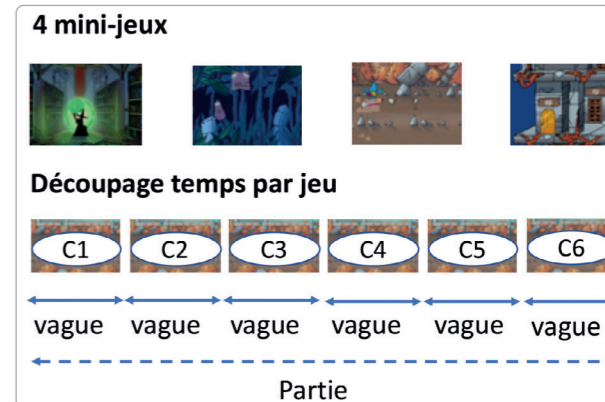 4 mini-jeux
Découpage temps par jeu
C1 C2 C3 C4 C5 C6
vague vague vague vague vague vague
Partie